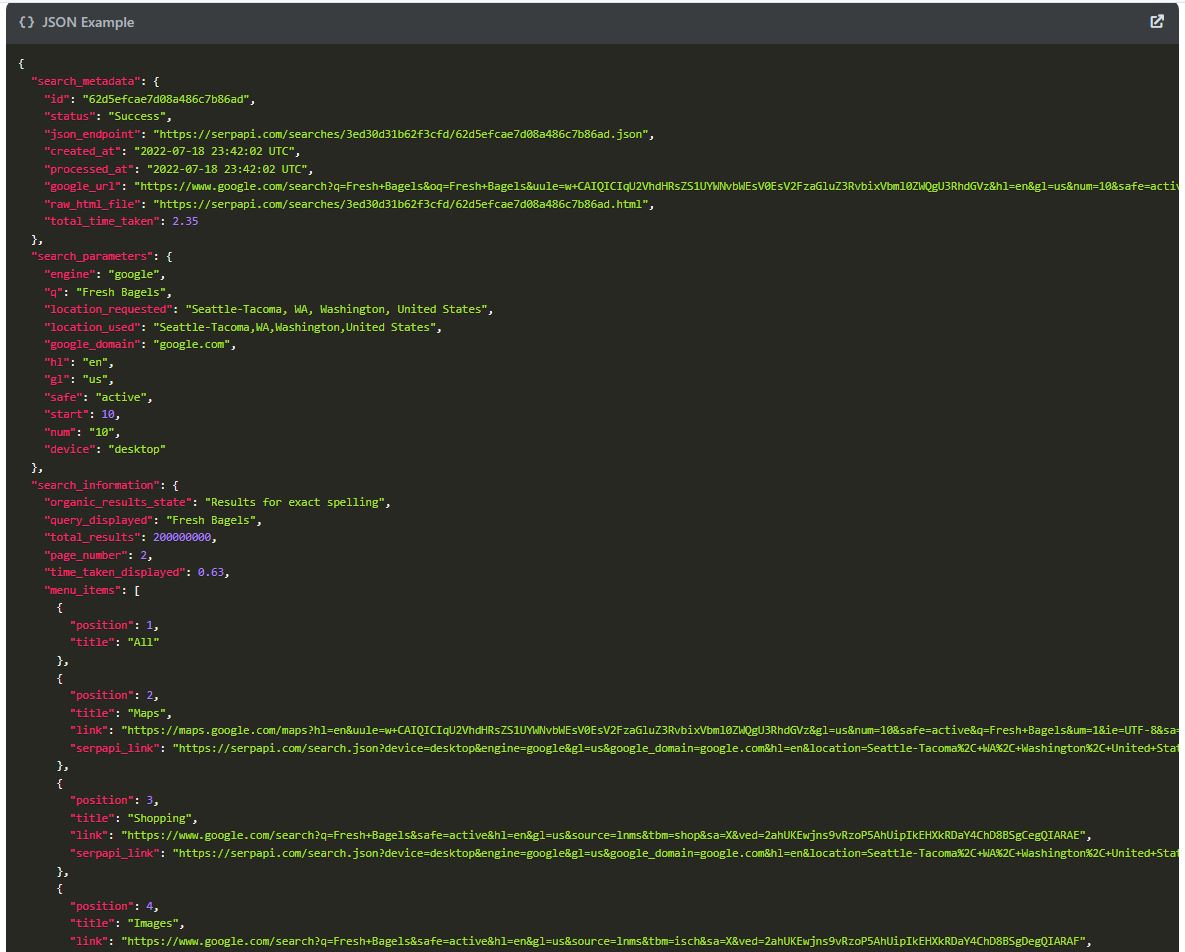 {} JSON Example
{
"search_metadata": {
"id": "62d5efcae7d08a486c7b86ad",
"status": "Success",
"json_endpoint": "https://serpapi.com/searches/3ed30d31b62f3cfd/62d5efcae7d08a486c7b86ad.json",
"created_at": "2022-07-18 23:42:02 UTC",
"processed_at": "2022-07-18 23:42:02 UTC",
"google_url": "https://www.google.com/search?q=Fresh+Bagels&oq=Fresh+Bagels&uule=w+CAIQICIqU2VhdHRsZS1UYWNvbWEsV0EsV2FzaGluZ3RvbixVbml0ZWQgU3RhdGVz&hl=en&gl=us&num=10&safe=activ
"raw_html_file": "https://serpapi.com/searches/3ed30d31b62f3cfd/62d5efcae7d08a486c7b86ad.html",
"total_time_taken": 2.35
},
"search_parameters": {
"engine": "google",
"q": "Fresh Bagels",
"location_requested": "Seattle-Tacoma, WA, Washington, United States",
"location_used": "Seattle-Tacoma,WA,Washington,United States",
"google_domain": "google.com",
"hl": "en",
"gl": "us",
"safe": "active",
"start": 10,
"num": "10",
"device": "desktop"
},
"search_information": {
"organic_results_state": "Results for exact spelling",
"query_displayed": "Fresh Bagels",
"total_results": 200000000,
"page_number": 2,
"time_taken_displayed": 0.63,
"menu_items": [
{
"position": 1,
"title": "All"
},
{
"position": 2,
"title": "Maps",
"link": "https://maps.google.com/maps?hl=en&uule=w+CAIQICIqU2VhdHRsZS1UYWNvbWEsV0EsV2FzaGluZ3RvbixVbml0ZWQgU3RhdGVz&gl=us&num=10&safe=active&q=Fresh+Bagels&um=1&ie=UTF-8&sa=
"serpapi_link": "https://serpapi.com/search.json?device=desktop&engine=google&gl=us&google_domain=google.com&hl=en&location=Seattle-Tacoma%2C+WA%2C+Washington%2C+United+Stat
},
{
"position": 3,
"title": "Shopping",
"link": "https://www.google.com/search?q=Fresh+Bagels&safe=active&hl=en&gl=us&source=lnms&tbm=shop&sa=X&ved=2ahUKEwjns9vRzoP5AhUipIkEHXkRDaY4ChD8BSgCegQIARAE",
"serpapi_link": "https://serpapi.com/search.json?device=desktop&engine=google&gl=us&google_domain=google.com&hl=en&location=Seattle-Tacoma%2C+WA%2C+Washington%2C+United+Stat
},
{
"position": 4,
"title": "Images",
"link": "https://www.google.com/search?q=Fresh+Bagels&safe=active&hl=en&gl=us&source=lnms&tbm=isch&sa=X&ved=2ahUKEwjns9vRzoP5AhUipIkEHXkRDaY4ChD8BSgDegQIARAF",